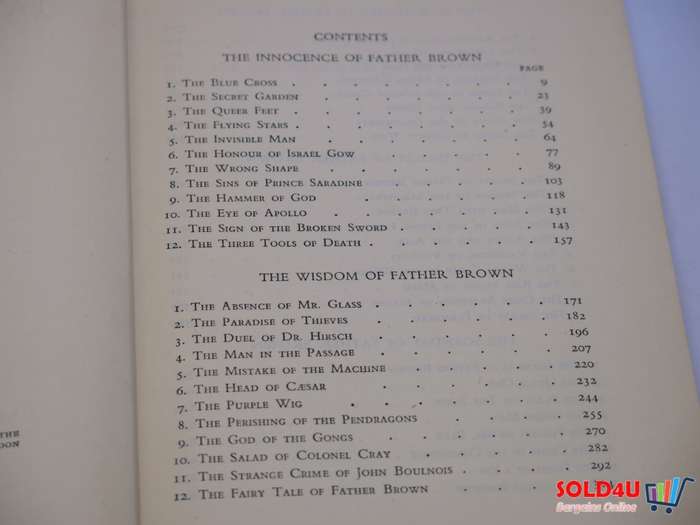 CONTENTS
THE INNOCENCE OF FATHER BROWN
PAGE
1. THE BLUE CROSS . . . . . . . 9
2. THE SECRET GARDEN . . . . . . . 23
3. THE QUEER FEET . . . . . . . 39
4. THE FLYING STARS . . . . . . . 54
5. THE INVISIBLE MAN . . . . . . 64
6. THE HONOUR OF ISRAEL GOW . . . . . 77
7. THE WRONG SHAPE . . . . . . 89
8. THE SINS OF PRINCE SARADINE . . . . . 103
9. THE HAMMER OF GOD . . . . . 118
10. THE EYE OF APOLLO . . . . . . 131
11. THE SIGN OF THE BROKEN SWORD . . . . . 143
12. THE THREE TOOLS OF DEATH . . . . . 157
THE WISDOM OF FATHER BROWN
1. THE ABSENCE OF MR. GLASS . . . . . 171
2. THE PARADISE OF THIEVES . . . . . . 182
3. THE DUEL OF DR. HIRSCH . . . . . 196
4. THE MAN IN THE PASSAGE . . . . . 207
5. THE MISTAKE OF THE MACHINE . . . . . 220
6. THE HEAD OF CÆSAR . . . . . 232
7. THE PURPLE WIG . . . . . . 244
8. THE PERISHING OF THE PENDRAGONS . . . . 255
9. THE GOD OF THE GONGS . . . . . 270
10. THE SALAD OF COLONEL CRAY . . . . . 282
11. THE STRANGE CRIME OF JOHN BOULNOIS . . . . 292
12. THE FAIRY TALE OF FATHER BROWN . . . .
THE
SOLD4U
Bargains Online